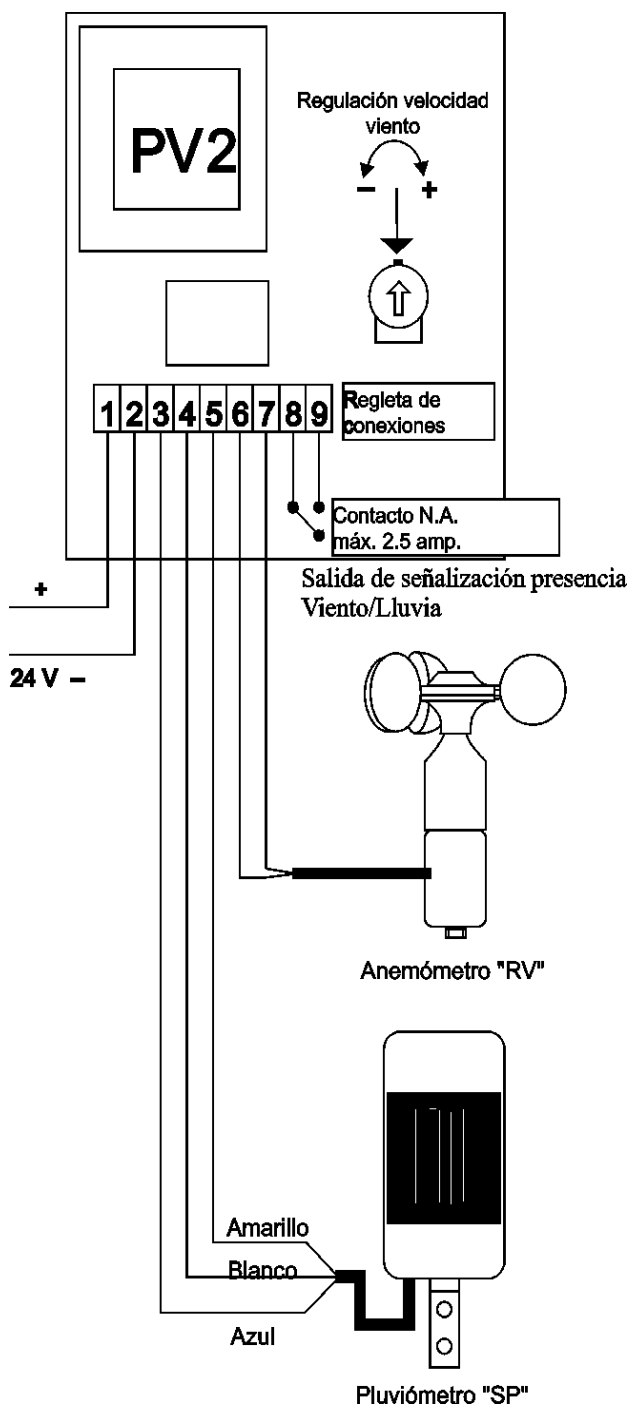 Regulación velocidad
viento
PV2
− +
1 2 3 4 5 6 7 8 9
Regleta de
conexiones
Contacto N.A.
máx. 2.5 amp.
Salida de señalización presencia
Viento/Lluvia
+
24 V −
Anemómetro "RV"
Amarillo
Blanco
Azul
Pluviómetro "SP"